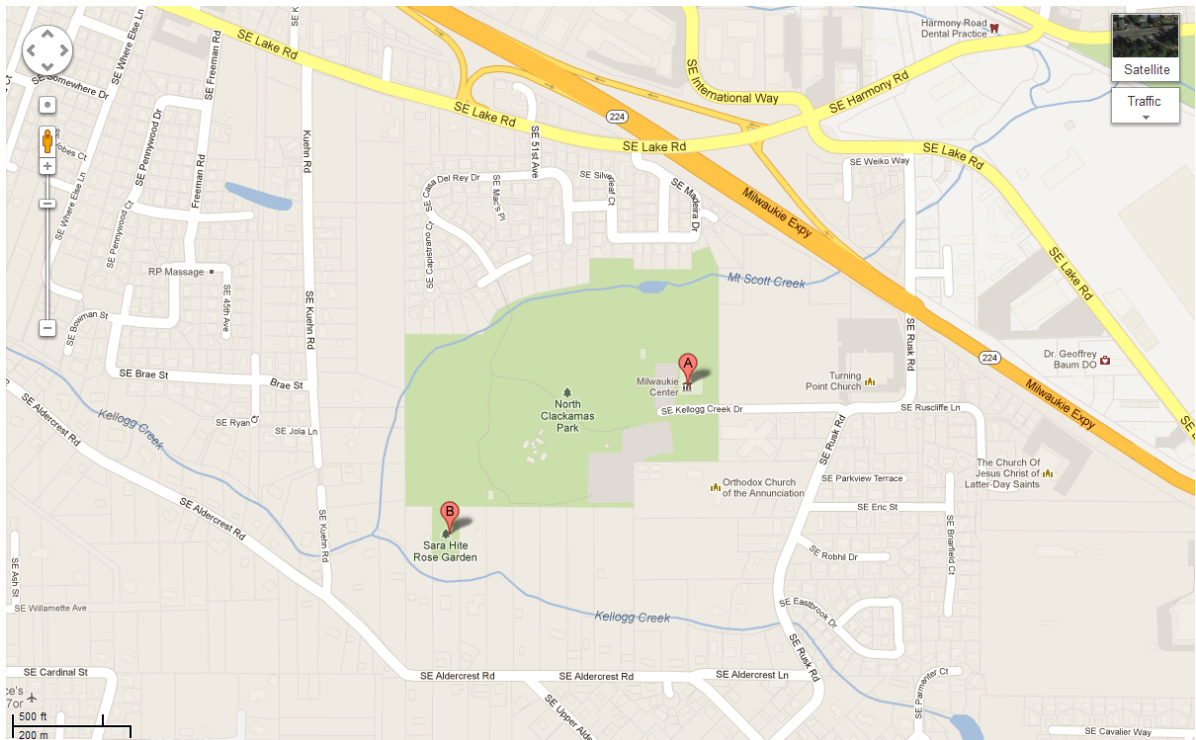 Harmony Road
Dental Practice
Satellite
Traffic
SE Lake Rd
SE Where Else Ln
SE Freeman Rd
SE Somewhere Dr
SE International Way
SE Harmony Rd
SE Lake Rd
224
SE Lake Rd
SE 51st Ave
SE Pennywood Dr
Freeman Rd
Kuehn Rd
SE Weiko Way
SE Lake Rd
SE Casa Del Rey Dr
SE Mac's Pl
SE Madeira Dr
Milwaukie Expy
SE Where Else Ln
SE Pennywood Ct
SE Lake Rd
RP Massage
Mt Scott Creek
SE 45th Ave
SE Bowman St
SE Kuehn Rd
SE Rusk Rd
224
Dr. Geoffrey
Baum DO
A
Milwaukie
Center
Turning
Point Church
Milwaukie Expy
SE Brae St
Brae St
North
Clackamas
Park
SE Kellogg Creek Dr
SE Ruscliffe Ln
SE Aldercrest Rd
Kellogg Creek
SE Ryan Ct
SE Jola Ln
SE Rusk Rd
The Church Of
Jesus Christ of
Latter-Day Saints
SE Parkview Terrace
Orthodox Church
of the Annunciation
SE Aldercrest Rd
SE Kuehn Rd
B
SE Eric St
Sara Hite
Rose Garden
SE Briarfield Ct
SE Robhil Dr
SE Ash St
SE Willamette Ave
Kellogg Creek
SE Eastbrook Dr
SE Rusk Rd
SE Cardinal St
SE Aldercrest Rd
SE Aldercrest Rd
SE Aldercrest Ln
SE Parmenter Ct
SE Upper Alde
SE Cavalier Way
500 ft
200 m